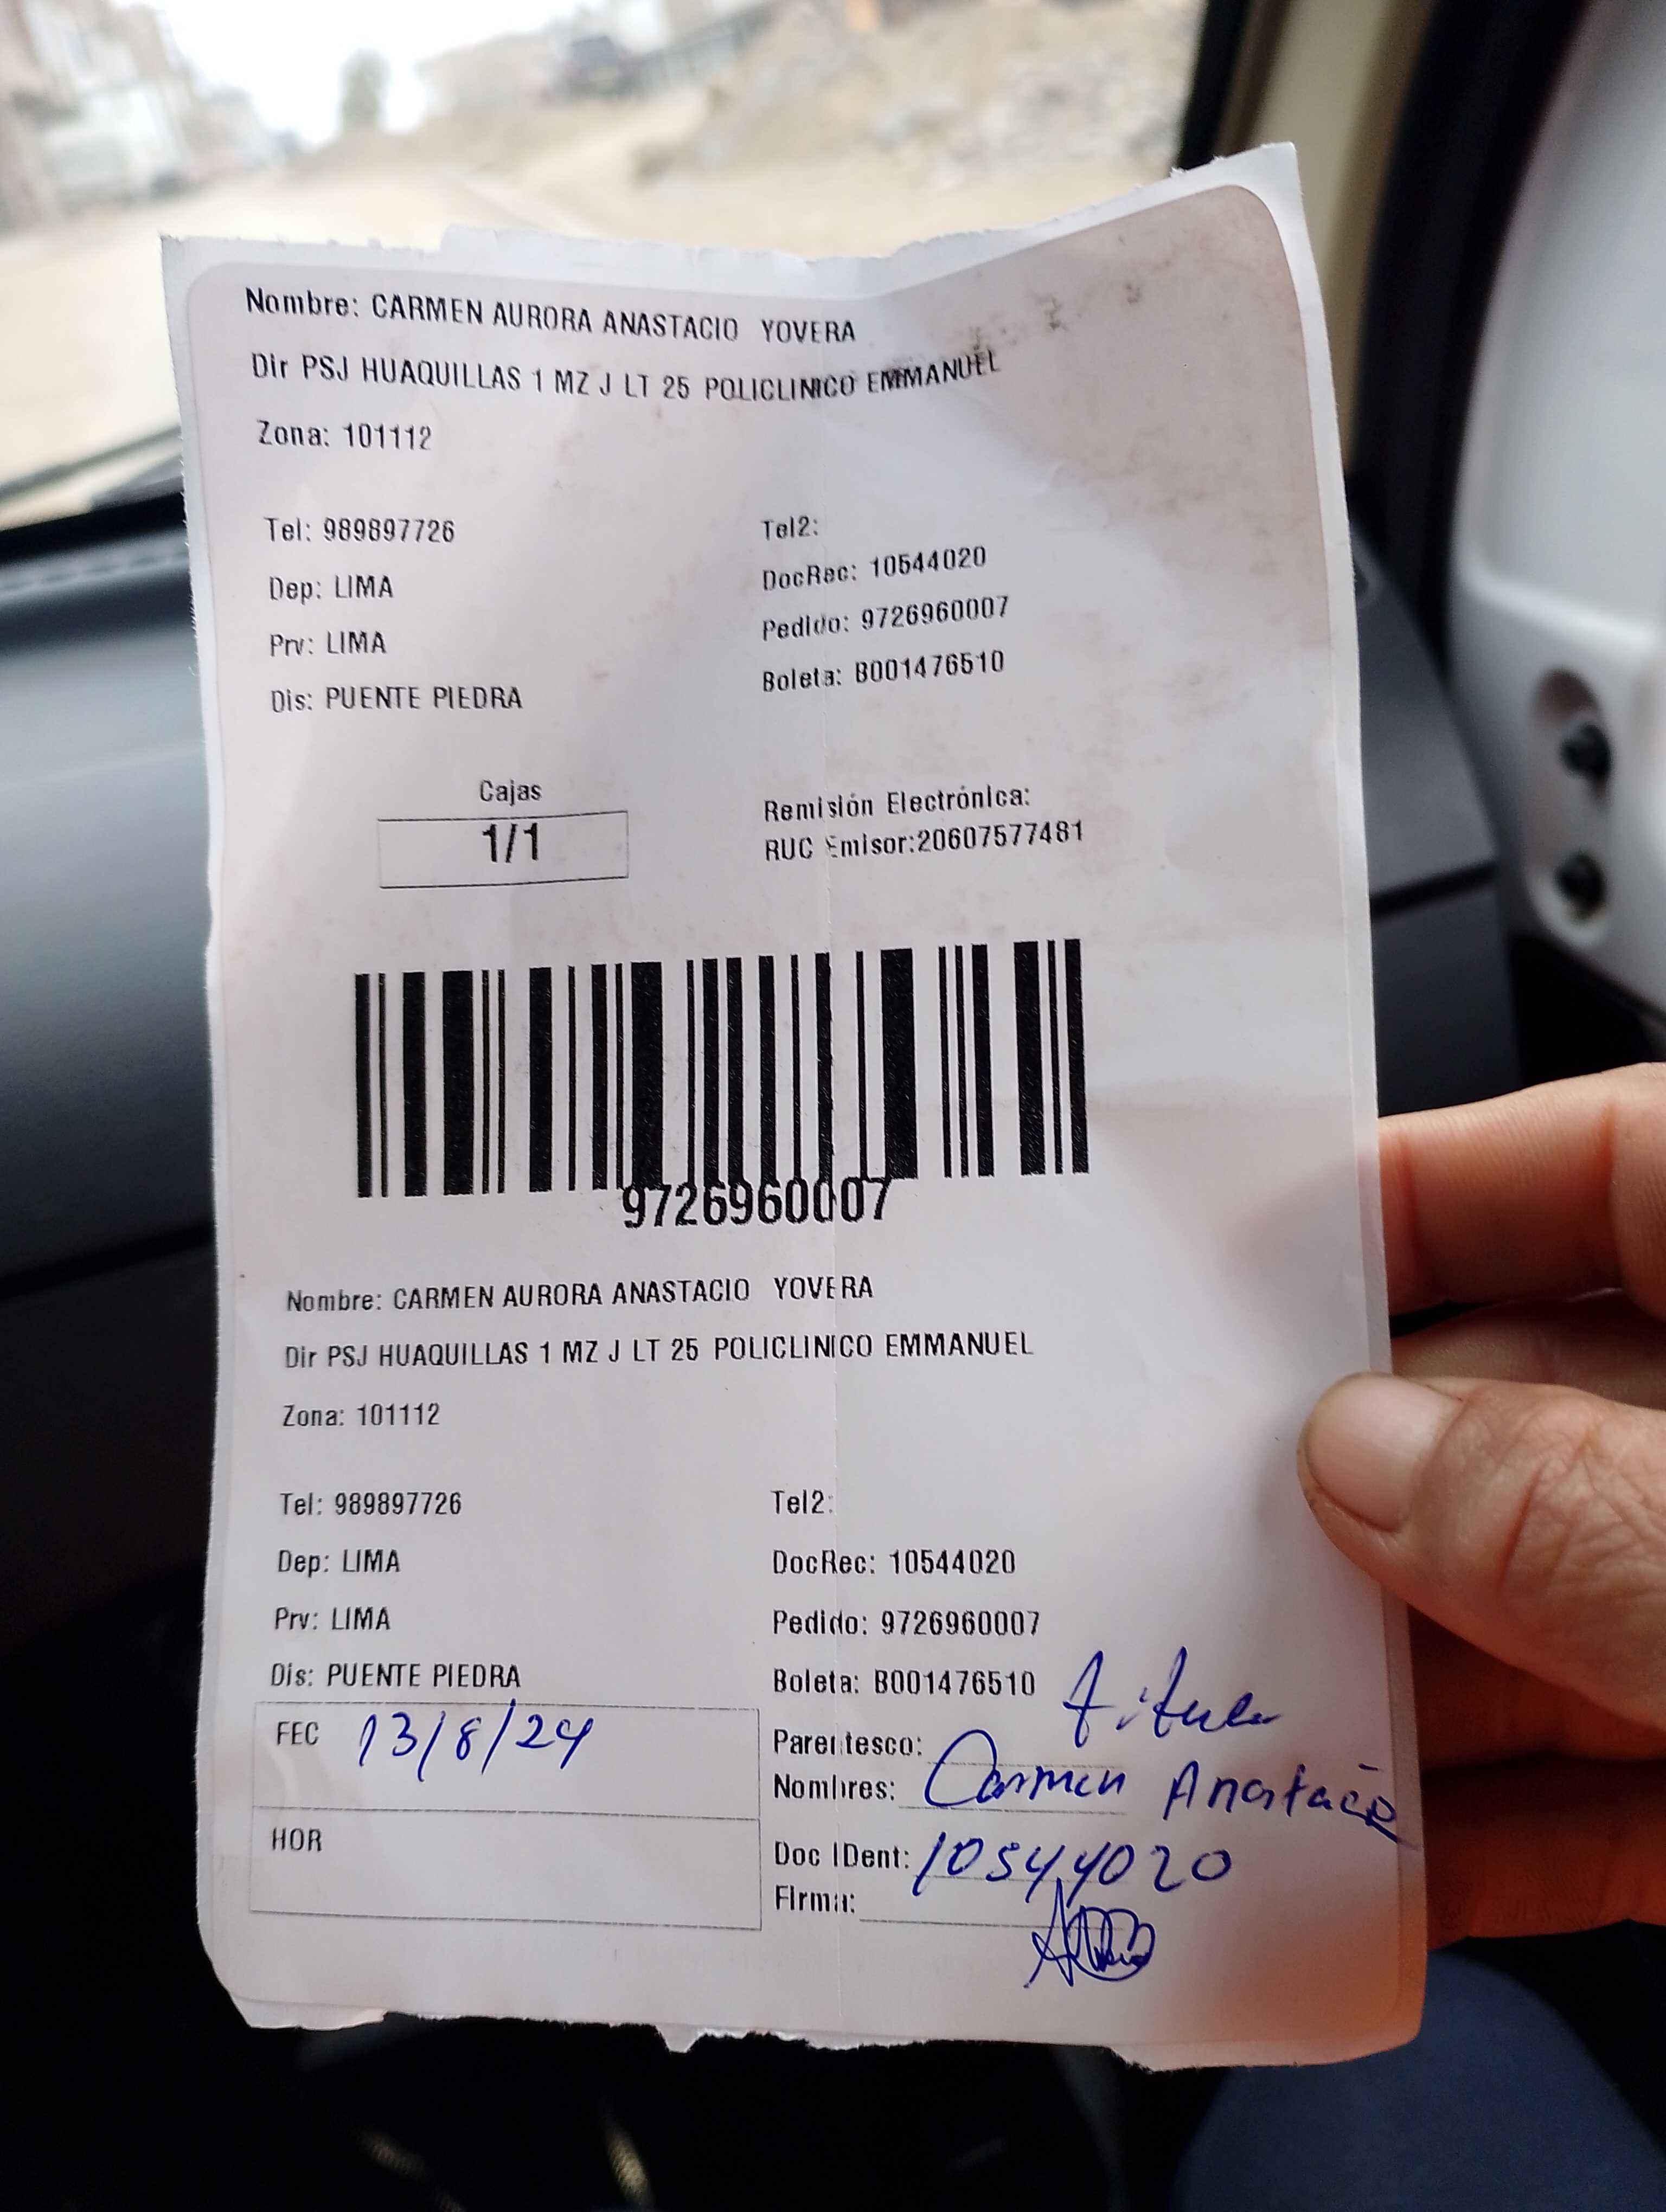 Nombre: CARMEN AURORA ANASTACIO YOVERA
Dir PSJ HUAQUILLAS 1 MZ J LT 25 POLICLINICO EMMANUEL
Zona: 101112
Tel: 989897726 Tel2:
Dep: LIMA DocRec: 10544020
Prv: LIMA Pedido: 9726960007
Dis: PUENTE PIEDRA Boleta: B001476510
Cajas
1/1
Remisión Electrónica:
RUC Emisor:20607577481
9726960007
Nombre: CARMEN AURORA ANASTACIO YOVERA
Dir PSJ HUAQUILLAS 1 MZ J LT 25 POLICLINICO EMMANUEL
Zona: 101112
Tel: 989897726 Tel2:
Dep: LIMA DocRec: 10544020
Prv: LIMA Pedido: 9726960007
Dis: PUENTE PIEDRA Boleta: B001476510
FEC 13/8/24
HOR
Parentesco: Titular
Nombres: Carmen Anastacio
Doc IDent: 10544020
Firma: